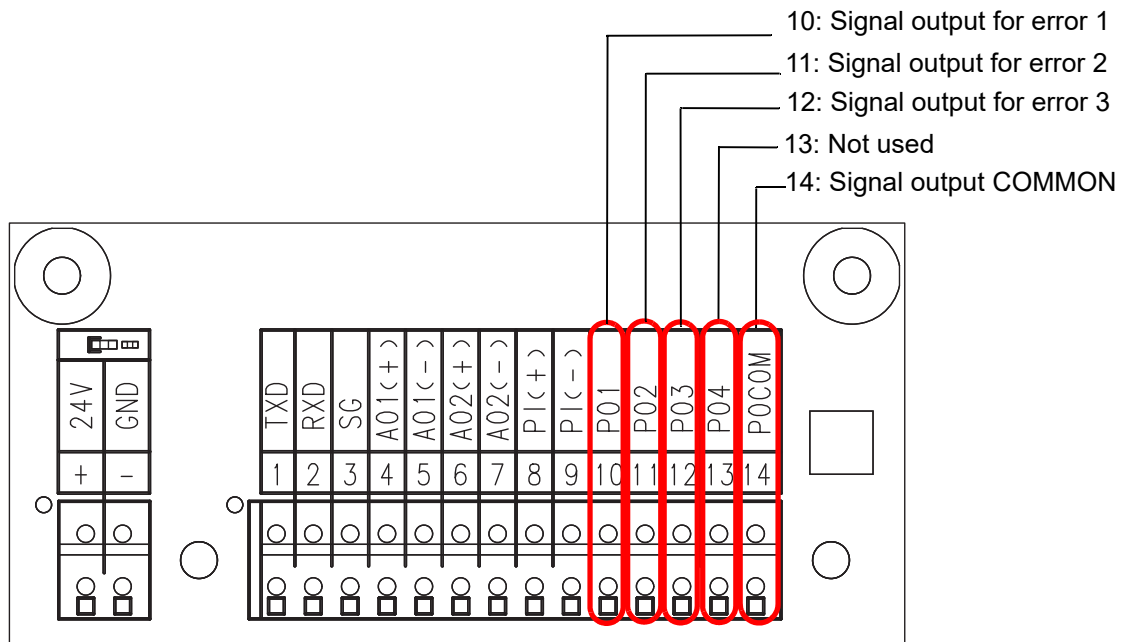 10: Signal output for error 1
11: Signal output for error 2
12: Signal output for error 3
13: Not used
14: Signal output COMMON
24V
GND
TXD
RXD
SG
AO1(+)
AO1(-)
AO2(+)
AO2(-)
PI(+)
PI(-)
PO1
PO2
PO3
PO4
POCOM
+ - 1 2 3 4 5 6 7 8 9 10 11 12 13 14